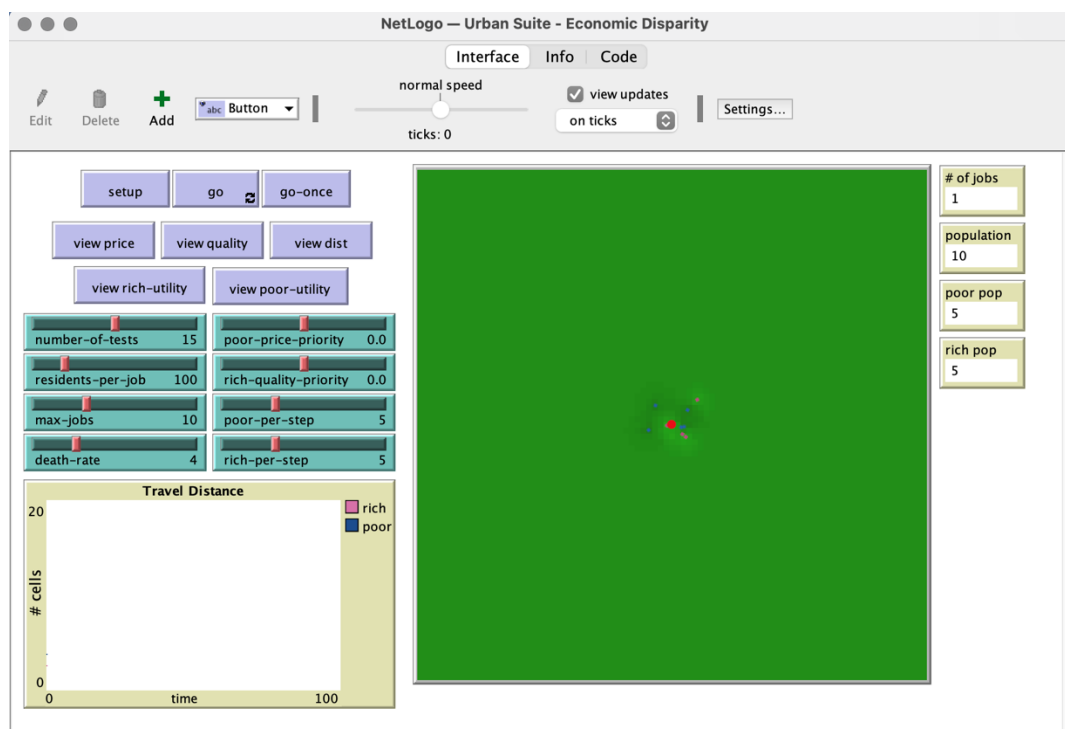 NetLogo — Urban Suite - Economic Disparity
Interface Info Code
Edit Delete Add abc Button normal speed ticks: 0 view updates on ticks Settings...
setup go go-once
view price view quality view dist
view rich-utility view poor-utility
number-of-tests 15 poor-price-priority 0.0
residents-per-job 100 rich-quality-priority 0.0
max-jobs 10 poor-per-step 5
death-rate 4 rich-per-step 5
Travel Distance
20
# cells
0
0 time 100
rich
poor
# of jobs
1
population
10
poor pop
5
rich pop
5